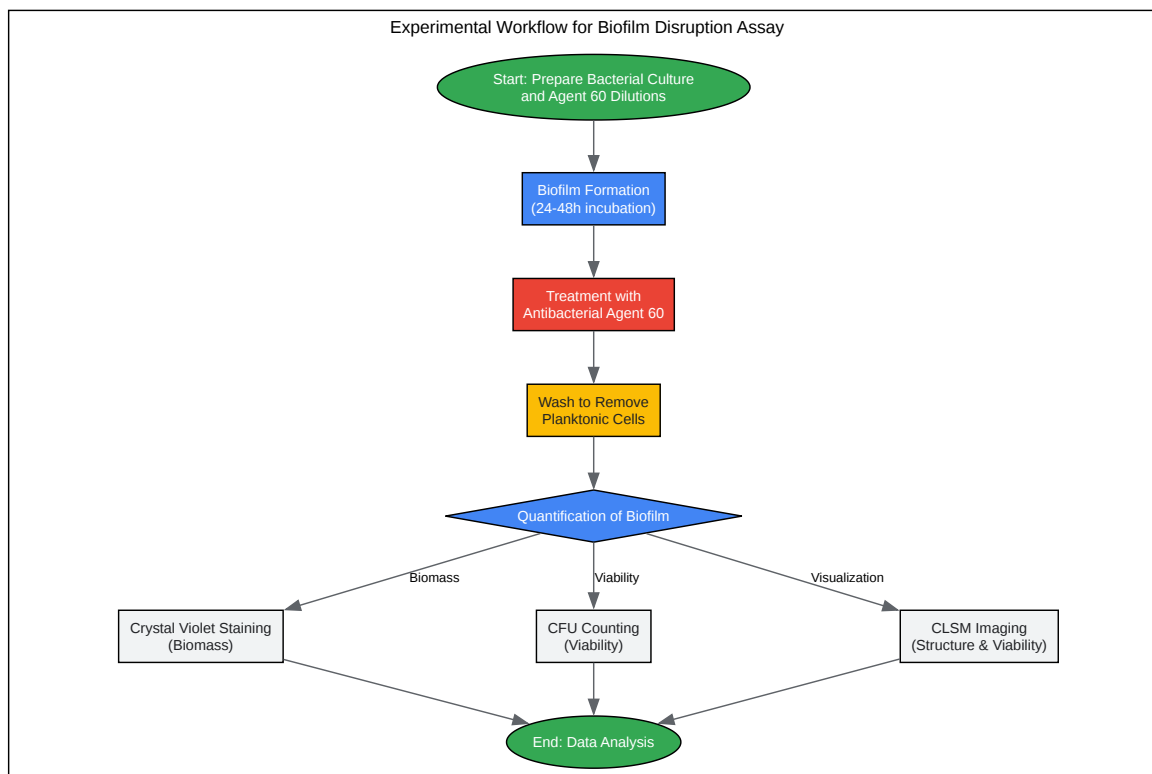 Experimental Workflow for Biofilm Disruption Assay
Start: Prepare Bacterial Culture
and Agent 60 Dilutions
Biofilm Formation
(24-48h incubation)
Treatment with
Antibacterial Agent 60
Wash to Remove
Planktonic Cells
Quantification of Biofilm
Biomass
Viability
Visualization
Crystal Violet Staining
(Biomass)
CFU Counting
(Viability)
CLSM Imaging
(Structure & Viability)
End: Data Analysis